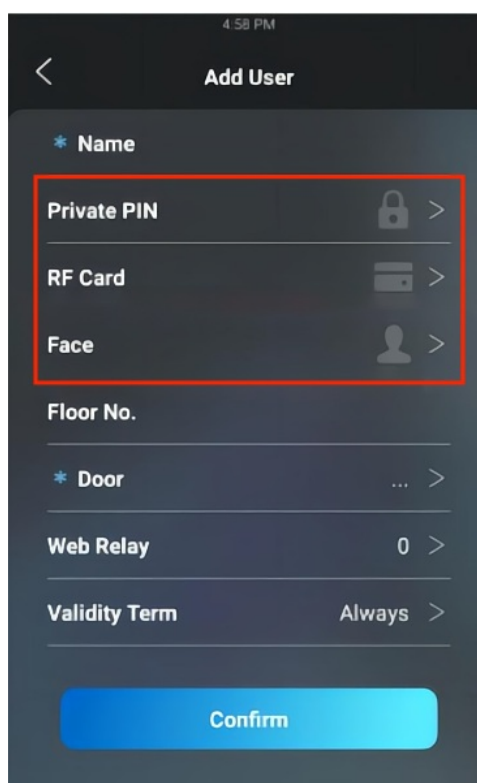 4:58 PM
Add User
* Name
Private PIN
RF Card
Face
Floor No.
* Door ...
Web Relay 0
Validity Term Always
Confirm